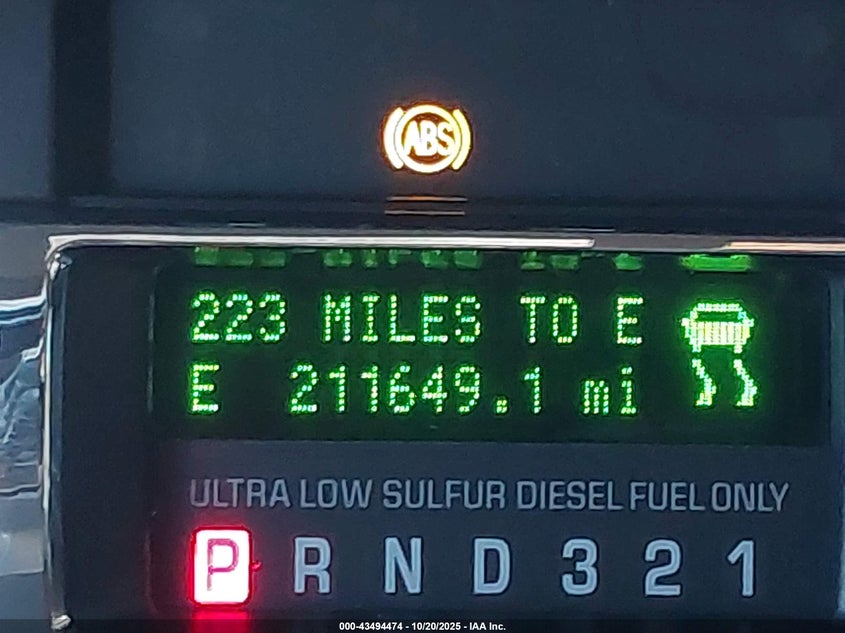 ABS
223 MILES TO E
E 211649.1 mi
ULTRA LOW SULFUR DIESEL FUEL ONLY
P R N D 3 2 1
000-43494474 - 10/20/2025 - IAA Inc.